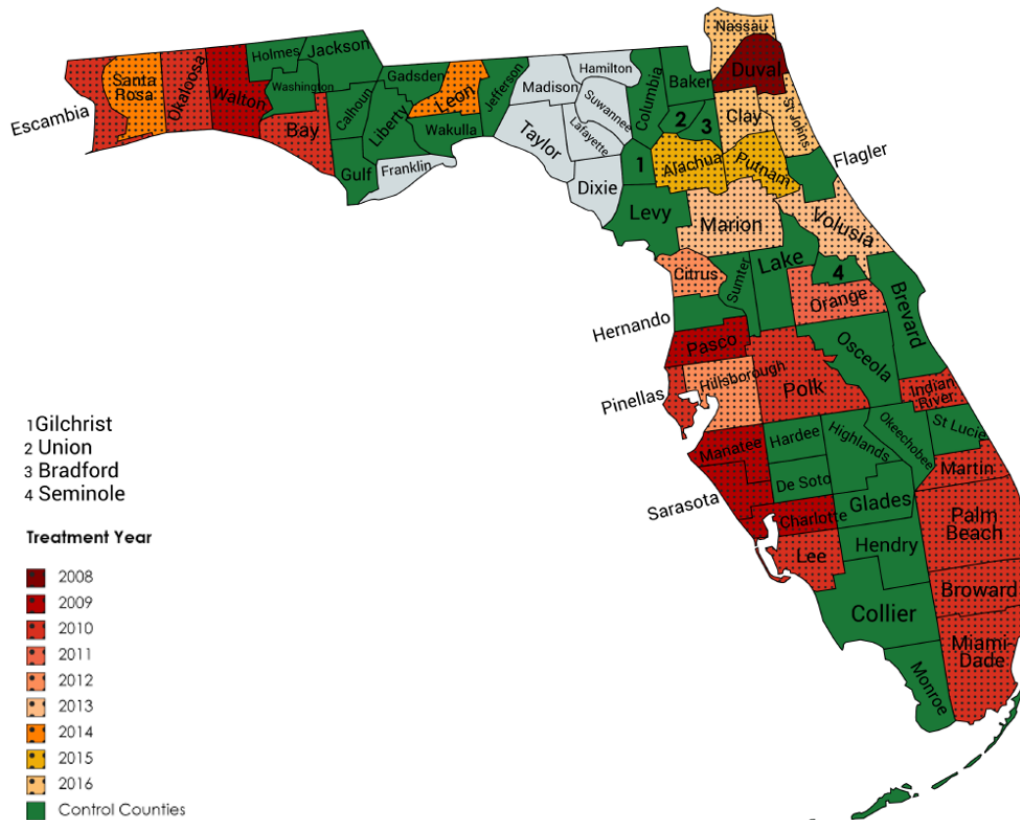 Nassau
Jackson
Holmes
Duval
Hamilton
Santa
Rosa
Okaloosa
Gadsden
Jefferson
Columbia
Baker
Madison
Walton
Washington
Leon
Suwannee
St. Johns
Calhoun
Escambia
Clay
2
3
Bay
Liberty
Wakulla
Taylor
Lafayette
Flagler
Gulf
Franklin
1
Alachua
Putnam
Dixie
Levy
Marion
Volusia
Citrus
Sumter
Lake
4
Orange
Brevard
Hernando
Pasco
Osceola
Pinellas
Hillsborough
Polk
Indian
River
1 Gilchrist
2 Union
3 Bradford
4 Seminole
Hardee
Highlands
Okeechobee
St Lucie
Manatee
Martin
De Soto
Sarasota
Glades
Charlotte
Palm
Beach
Hendry
Lee
Broward
Collier
Miami-
Dade
Monroe
Treatment Year
2008
2009
2010
2011
2012
2013
2014
2015
2016
Control Counties